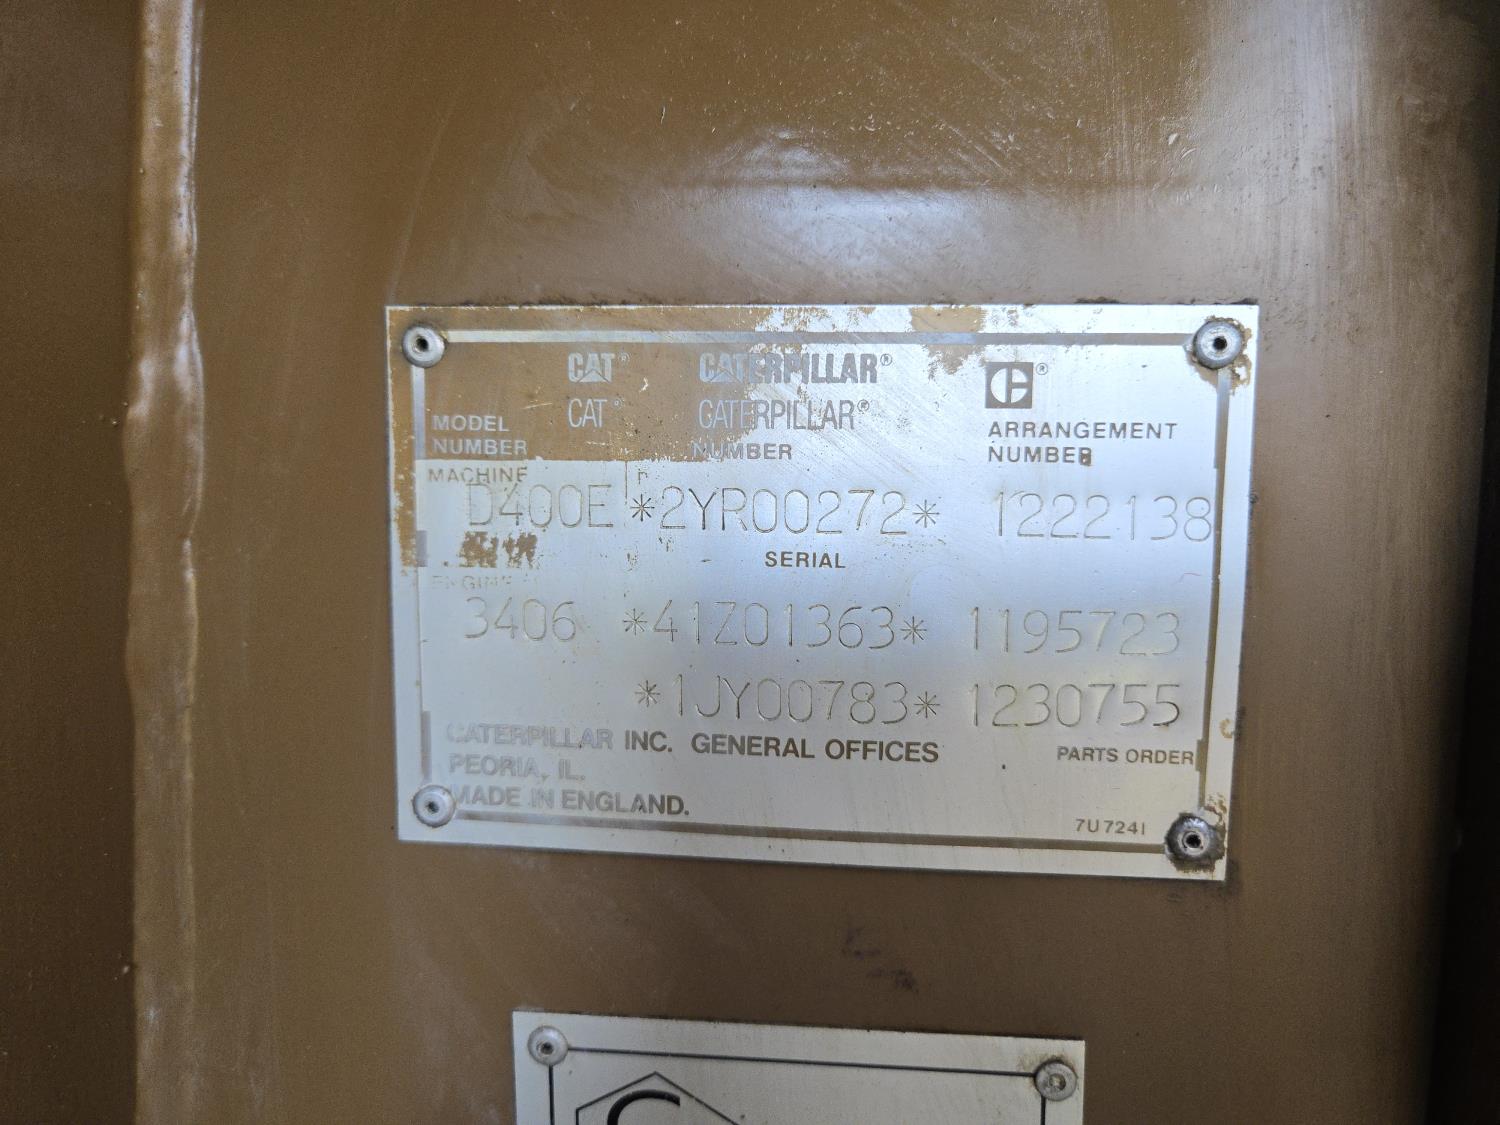 CAT® CATERPILLAR®
CAT® CATERPILLAR®
MODEL NUMBER NUMBER ARRANGEMENT NUMBER
MACHINE
D400E *2YR00272* 1222138
SERIAL
ENGINE
3406 *41Z01363* 1195723
*1JY00783* 1230755
CATERPILLAR INC. GENERAL OFFICES PARTS ORDER
PEORIA, IL.
MADE IN ENGLAND.
7U7241